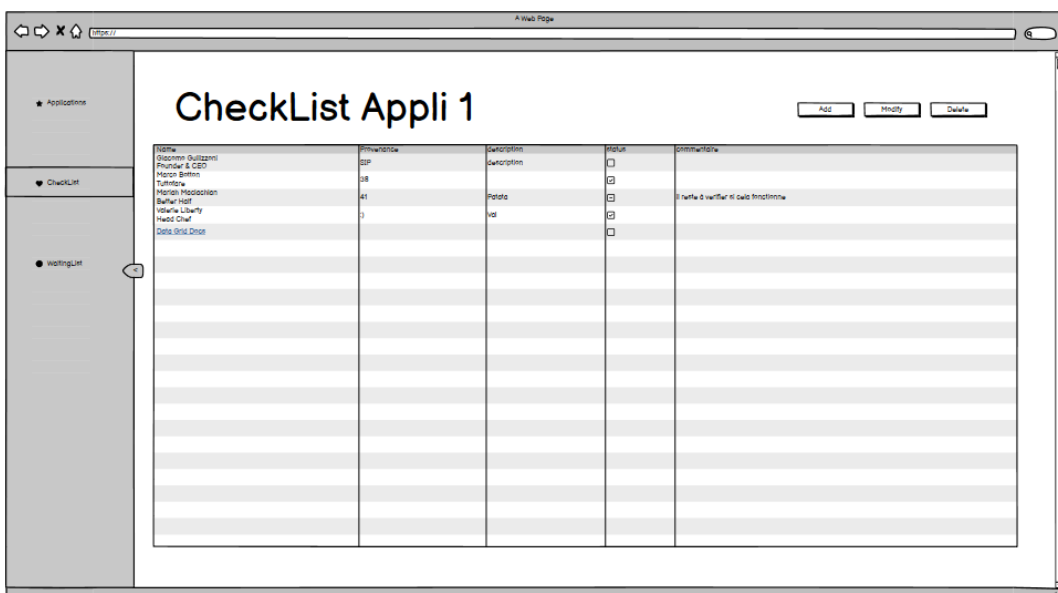 A Web Page
https://
Applications
CheckList
WaitingList
<
CheckList Appli 1
Add Modify Delete
Name Provenance description status commentaire
Giacomo Guilizzoni
Founder & CEO
SIP description
Marco Botton
Tuttofare
38
Mariah Maclachlan
Better Half
41 Patata il reste à verifier si cela fonctionne
Valerie Liberty
Head Chef
:) Val
Data Grid Docs